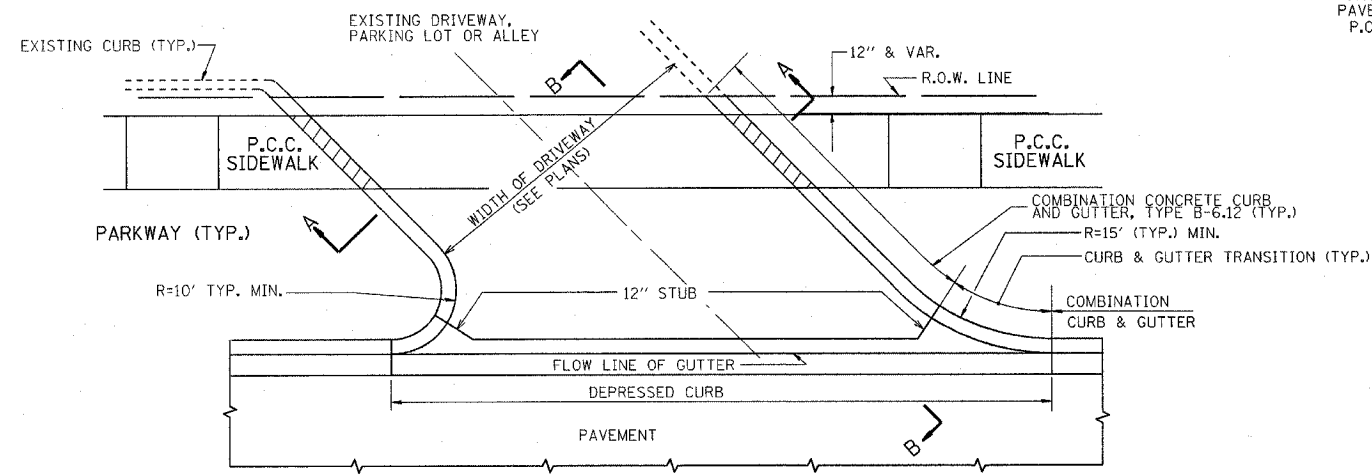 PAVE
P.C
EXISTING DRIVEWAY,
PARKING LOT OR ALLEY
EXISTING CURB (TYP.)
12" & VAR.
R.O.W. LINE
A
B
P.C.C.
SIDEWALK
P.C.C.
SIDEWALK
WIDTH OF DRIVEWAY
(SEE PLANS)
COMBINATION CONCRETE CURB
AND GUTTER, TYPE B-6.12 (TYP.)
R=15' (TYP.) MIN.
CURB & GUTTER TRANSITION (TYP.)
A
PARKWAY (TYP.)
R=10' TYP. MIN.
12" STUB
COMBINATION
CURB & GUTTER
FLOW LINE OF GUTTER
DEPRESSED CURB
PAVEMENT
B